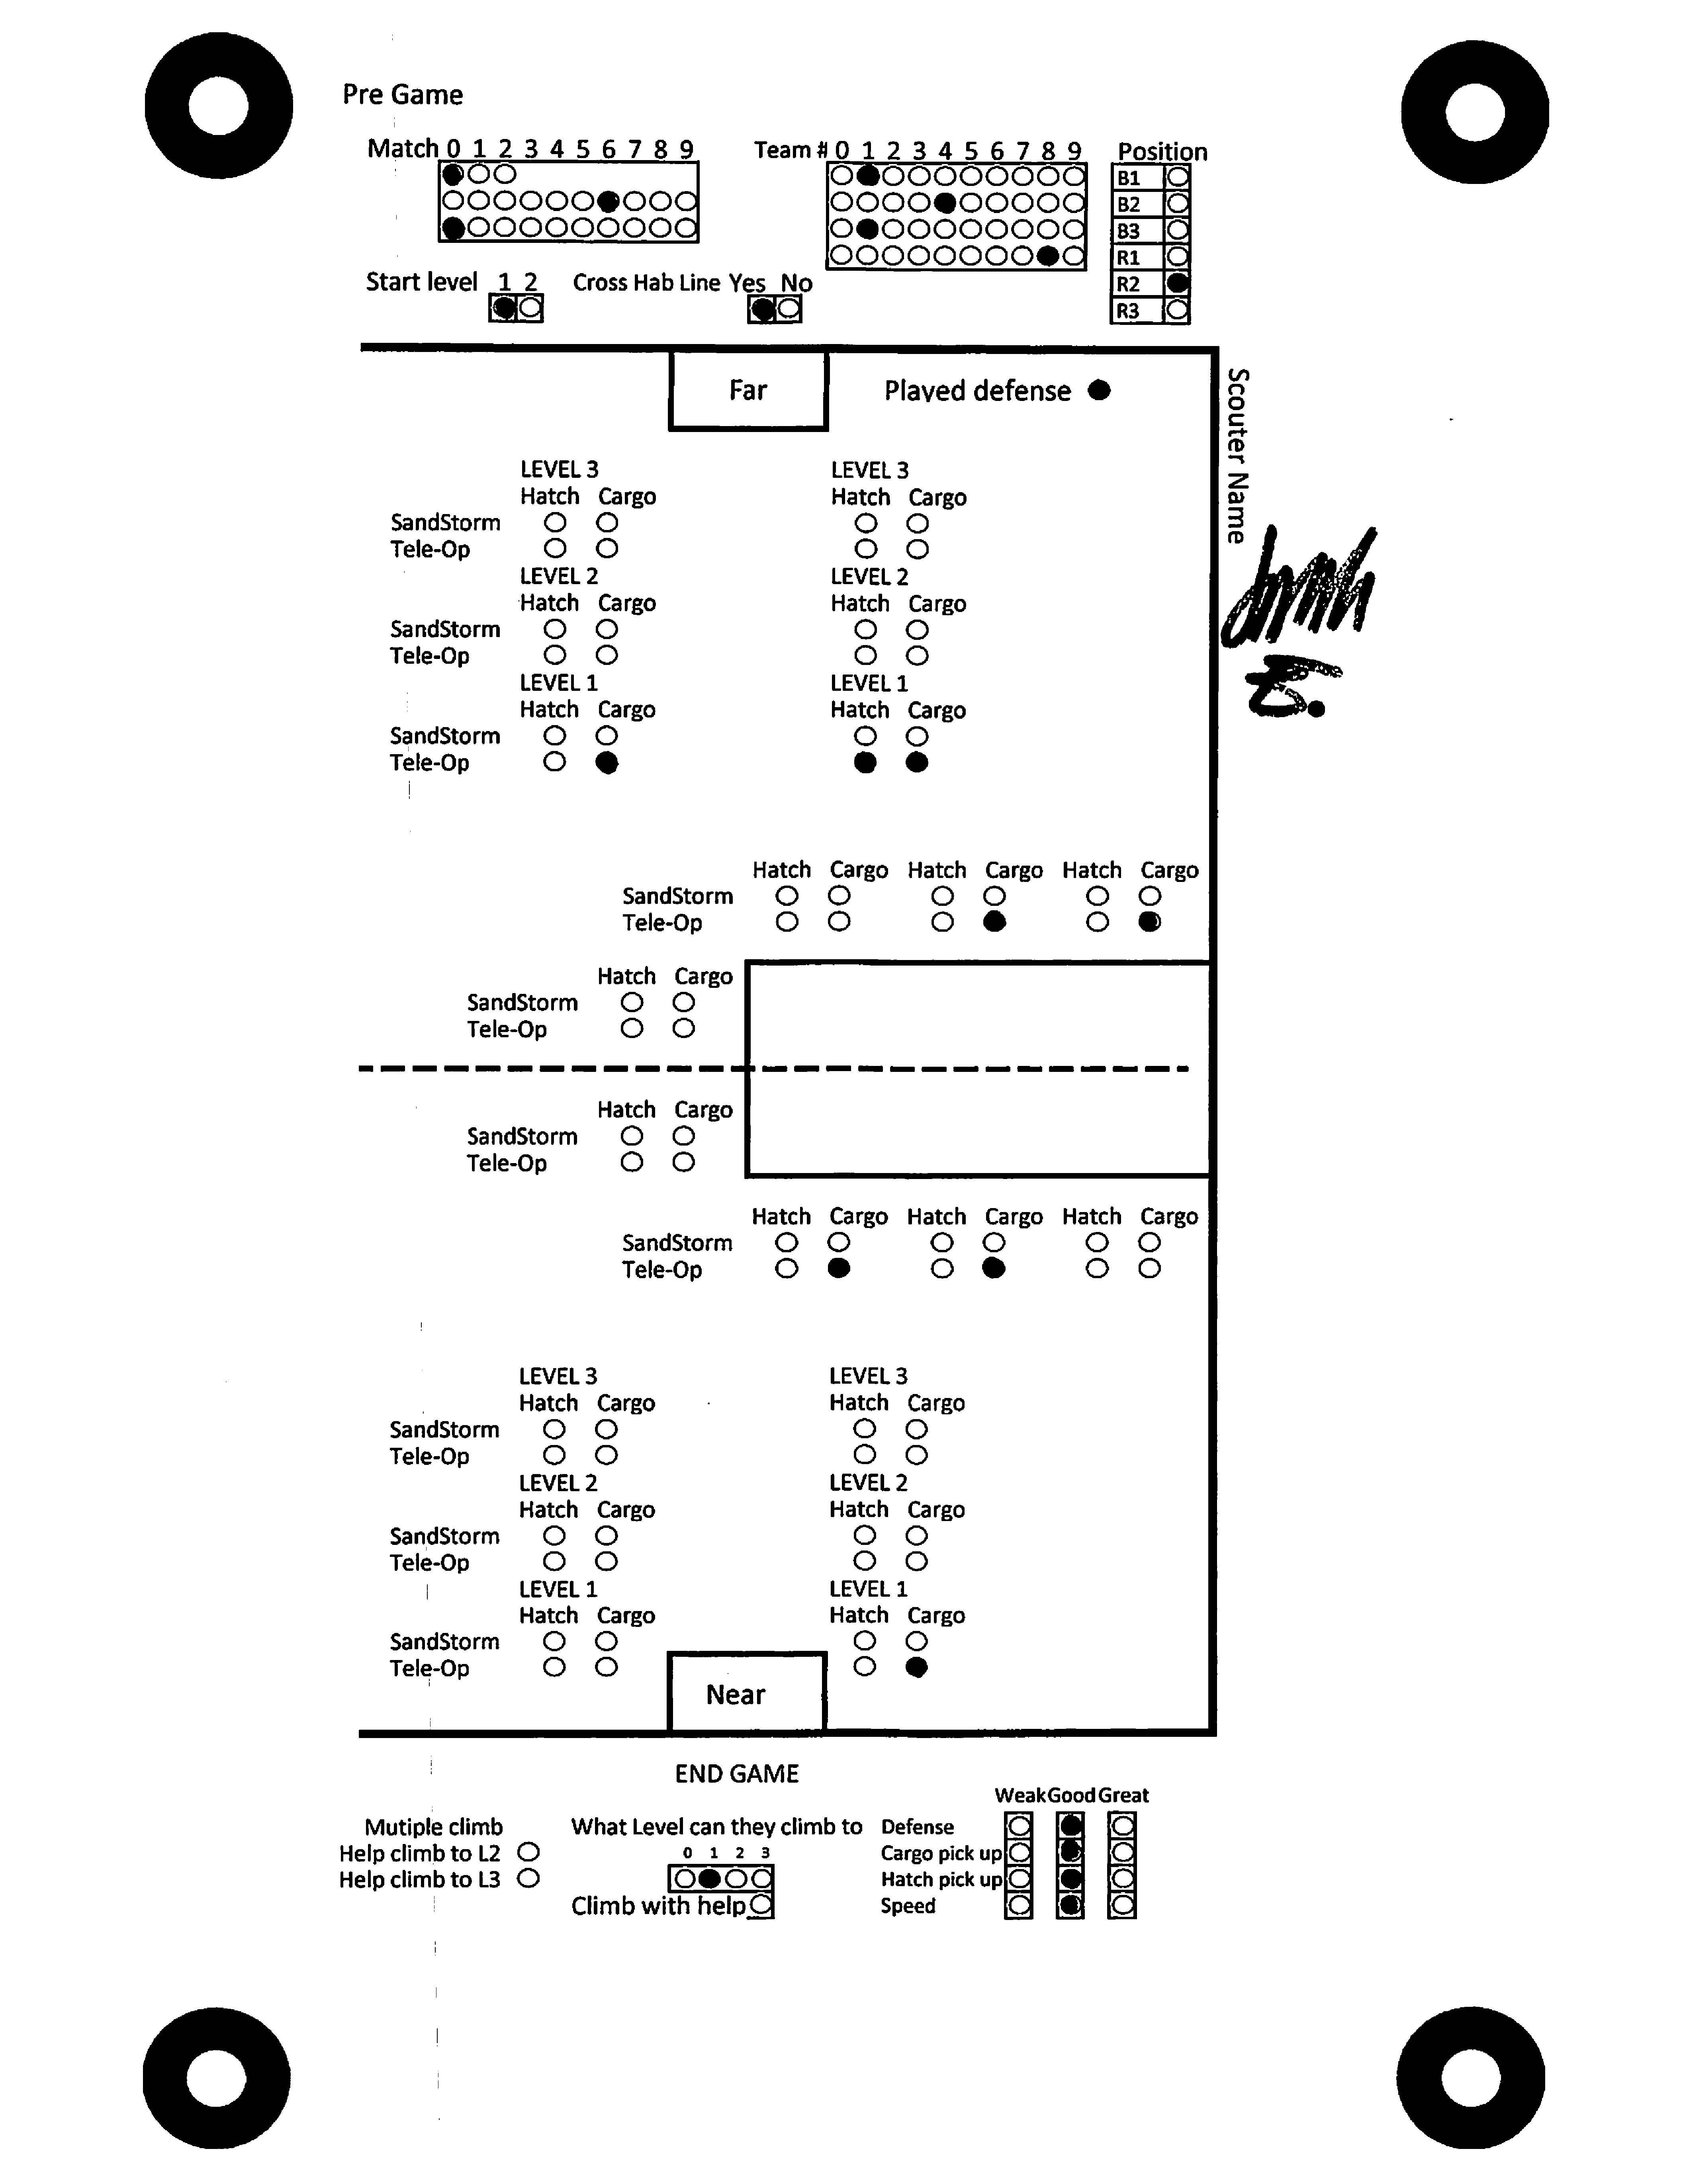 Pre Game
Match 0 1 2 3 4 5 6 7 8 9
Team # 0 1 2 3 4 5 6 7 8 9
Position
B1
B2
B3
R1
R2
R3
Start level 1 2
Cross Hab Line Yes No
Far
Played defense
Scouter Name
LEVEL 3 LEVEL 3
Hatch Cargo Hatch Cargo
SandStorm
Tele-Op
LEVEL 2 LEVEL 2
Hatch Cargo Hatch Cargo
SandStorm
Tele-Op
LEVEL 1 LEVEL 1
Hatch Cargo Hatch Cargo
SandStorm
Tele-Op
Hatch Cargo Hatch Cargo Hatch Cargo
SandStorm
Tele-Op
Hatch Cargo
SandStorm
Tele-Op
Hatch Cargo
SandStorm
Tele-Op
Hatch Cargo Hatch Cargo Hatch Cargo
SandStorm
Tele-Op
LEVEL 3 LEVEL 3
Hatch Cargo Hatch Cargo
SandStorm
Tele-Op
LEVEL 2 LEVEL 2
Hatch Cargo Hatch Cargo
SandStorm
Tele-Op
LEVEL 1 LEVEL 1
Hatch Cargo Hatch Cargo
SandStorm
Tele-Op
Near
END GAME
Mutiple climb
Help climb to L2
Help climb to L3
What Level can they climb to
0 1 2 3
Climb with help
Weak Good Great
Defense
Cargo pick up
Hatch pick up
Speed